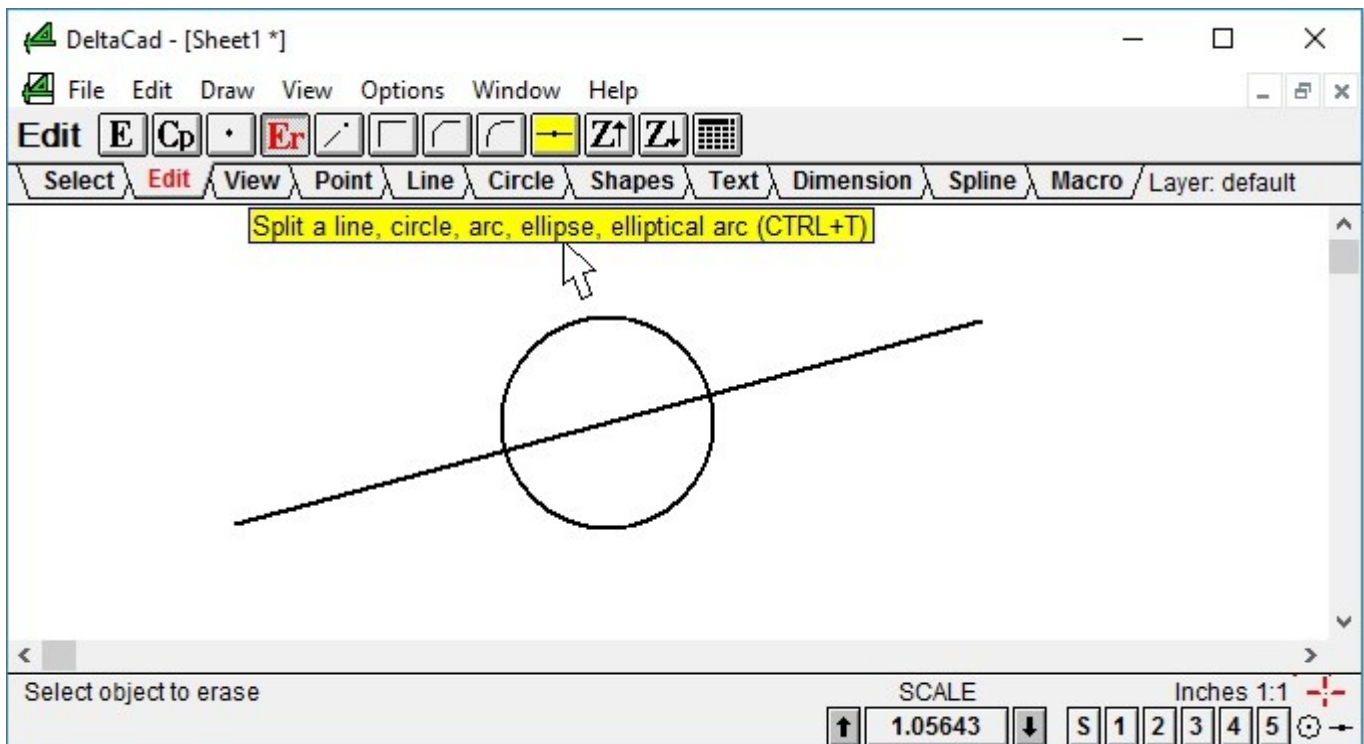 DeltaCad - [Sheet1 *]
File Edit Draw View Options Window Help
Edit E Cp Er Z↑ Z↓
Select Edit View Point Line Circle Shapes Text Dimension Spline Macro Layer: default
Split a line, circle, arc, ellipse, elliptical arc (CTRL+T)
Select object to erase SCALE Inches 1:1
1.05643 S 1 2 3 4 5